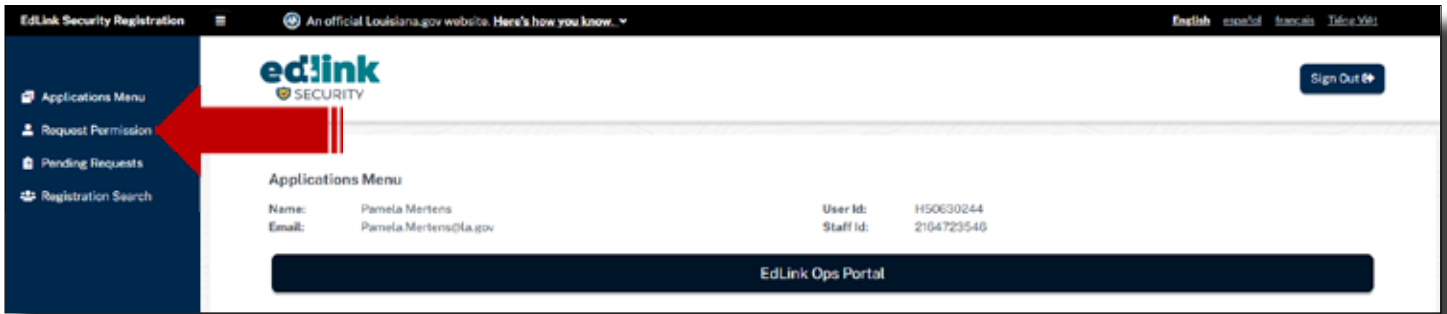 EdLink Security Registration
An official Louisiana.gov website. Here's how you know.
English español français Tiếng Việt
edlink
SECURITY
Sign Out
Applications Menu
Request Permission
Pending Requests
Registration Search
Applications Menu
Name: Pamela Mertens
User Id: HS0630244
Email: Pamela.Mertens@la.gov
Staff Id: 2164723546
EdLink Ops Portal